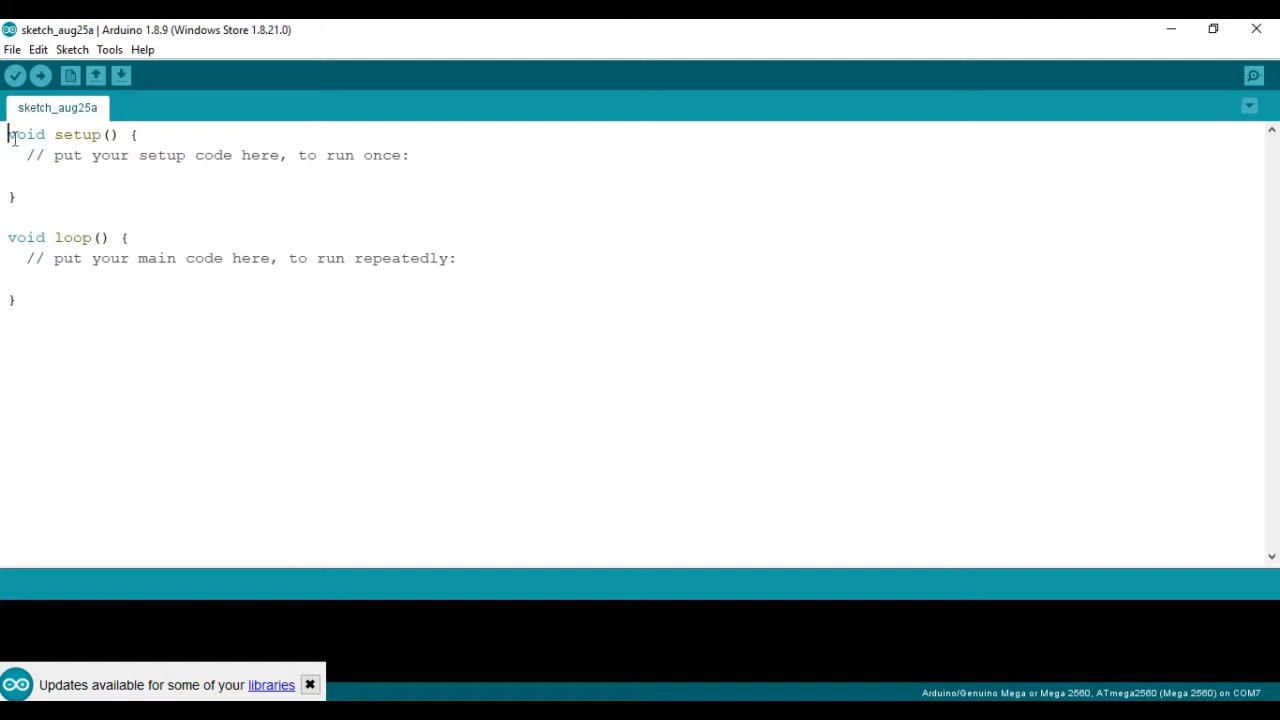 sketch_aug25a | Arduino 1.8.9 (Windows Store 1.8.21.0)
File Edit Sketch Tools Help
sketch_aug25a
void setup() {
  // put your setup code here, to run once:
}
void loop() {
  // put your main code here, to run repeatedly:
}
Updates available for some of your libraries
Arduino/Genuino Mega or Mega 2560, ATmega2560 (Mega 2560) on COM7